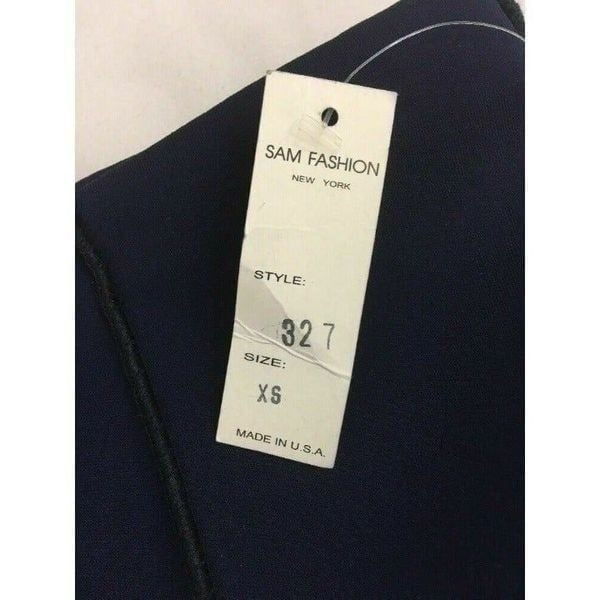 SAM FASHION
NEW YORK
STYLE:
327
SIZE:
XS
MADE IN U.S.A.